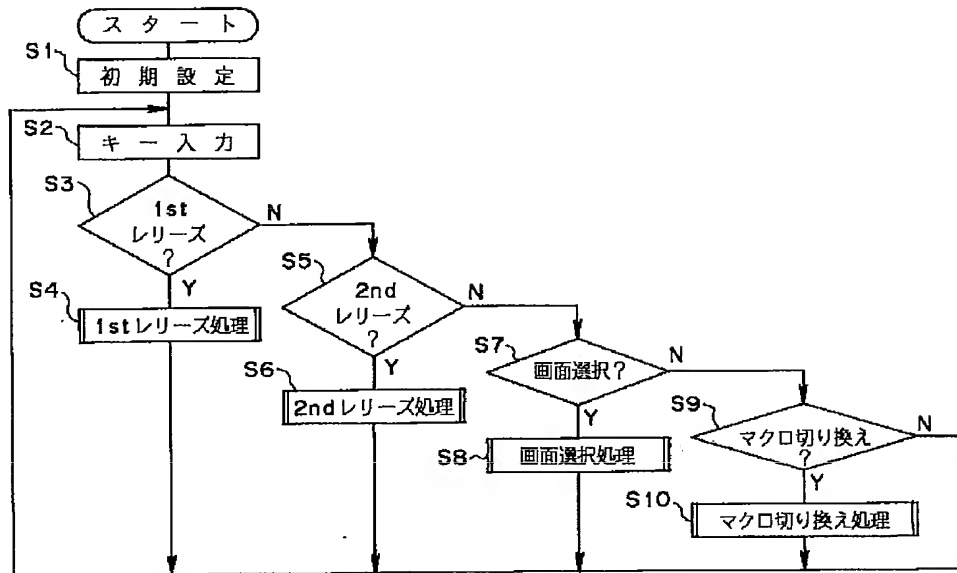 スタート
S1
初期設定
S2
キー入力
S3
1st
レリーズ
?
N
Y
S4
1stレリーズ処理
S5
2nd
レリーズ
?
N
Y
S6
2ndレリーズ処理
S7
画面選択?
N
Y
S8
画面選択処理
S9
マクロ切り換え
?
N
Y
S10
マクロ切り換え処理